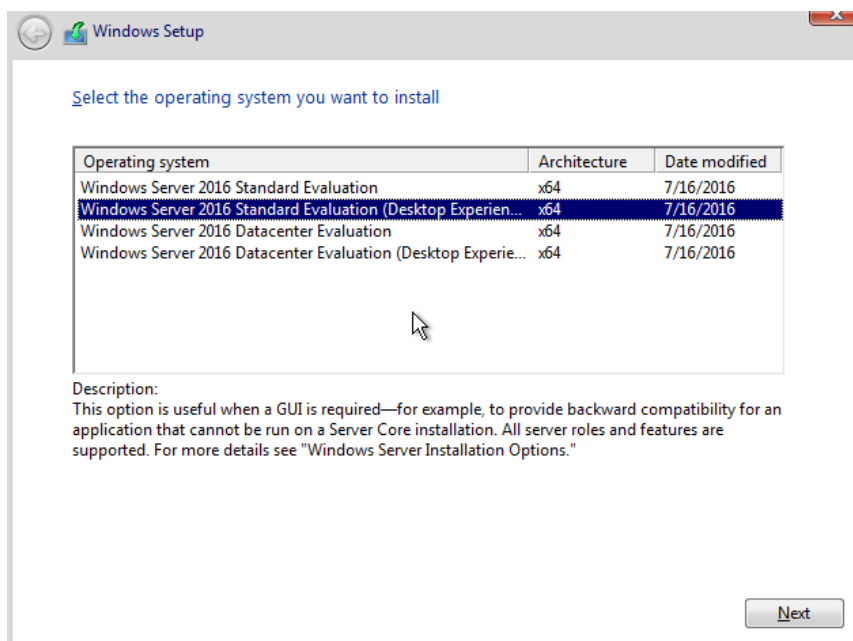 Windows Setup
Select the operating system you want to install
Operating system Architecture Date modified
Windows Server 2016 Standard Evaluation x64 7/16/2016
Windows Server 2016 Standard Evaluation (Desktop Experien... x64 7/16/2016
Windows Server 2016 Datacenter Evaluation x64 7/16/2016
Windows Server 2016 Datacenter Evaluation (Desktop Experie... x64 7/16/2016
Description:
This option is useful when a GUI is required—for example, to provide backward compatibility for an
application that cannot be run on a Server Core installation. All server roles and features are
supported. For more details see "Windows Server Installation Options."
Next